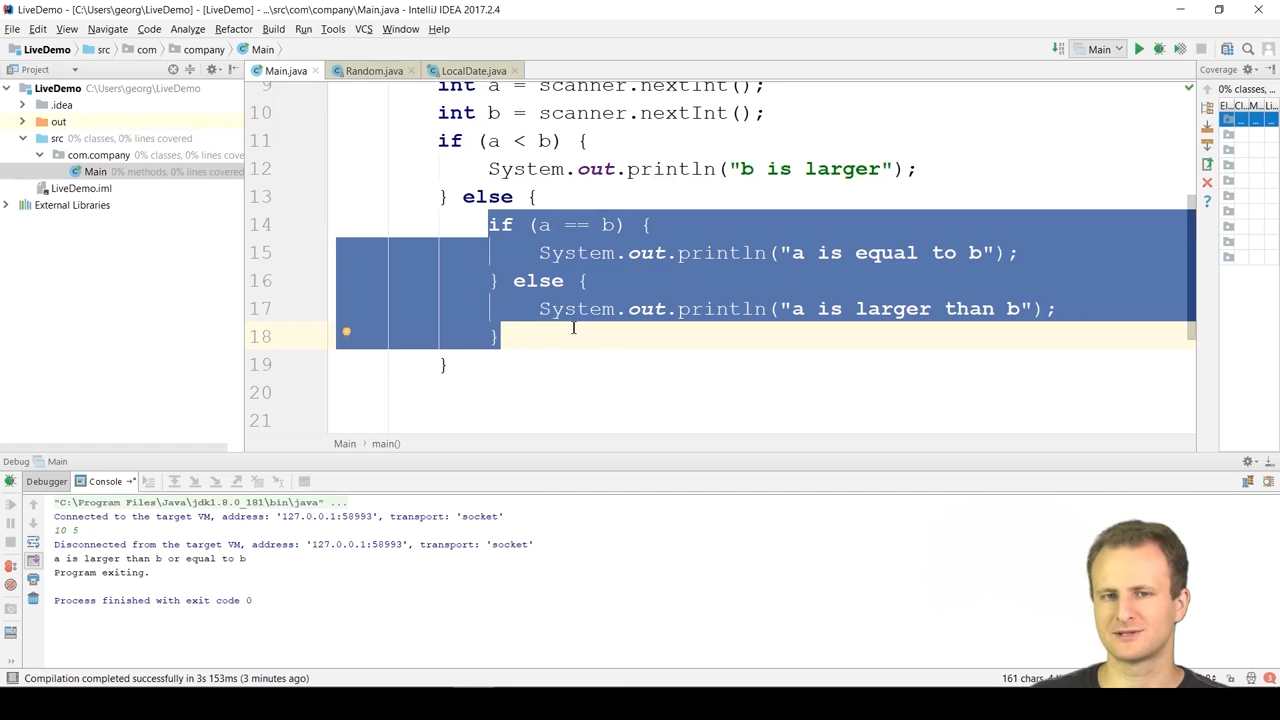 LiveDemo - [C:\Users\georg\LiveDemo] - [LiveDemo] - ...\src\com\company\Main.java - IntelliJ IDEA 2017.2.4
File Edit View Navigate Code Analyze Refactor Build Run Tools VCS Window Help
LiveDemo src com company Main Main
Project Main.java Random.java LocalDate.java Coverage
LiveDemo C:\Users\georg\LiveDemo
.idea
out
src 0% classes, 0% lines covered
com.company 0% classes, 0% lines covered
Main 0% methods, 0% lines covered
LiveDemo.iml
External Libraries
9 int a = scanner.nextInt();
10 int b = scanner.nextInt();
11 if (a < b) {
12 System.out.println("b is larger");
13 } else {
14 if (a == b) {
15 System.out.println("a is equal to b");
16 } else {
17 System.out.println("a is larger than b");
18 }
19 }
20
21
Main main()
0% classes, ...
El... Cl... M... Li...
... ... ...
Debug Main
Debugger Console
"C:\Program Files\Java\jdk1.8.0_181\bin\java" ...
Connected to the target VM, address: '127.0.0.1:58993', transport: 'socket'
10 5
Disconnected from the target VM, address: '127.0.0.1:58993', transport: 'socket'
a is larger than b or equal to b
Program exiting.
Process finished with exit code 0
Compilation completed successfully in 3s 153ms (3 minutes ago)
161 chars,